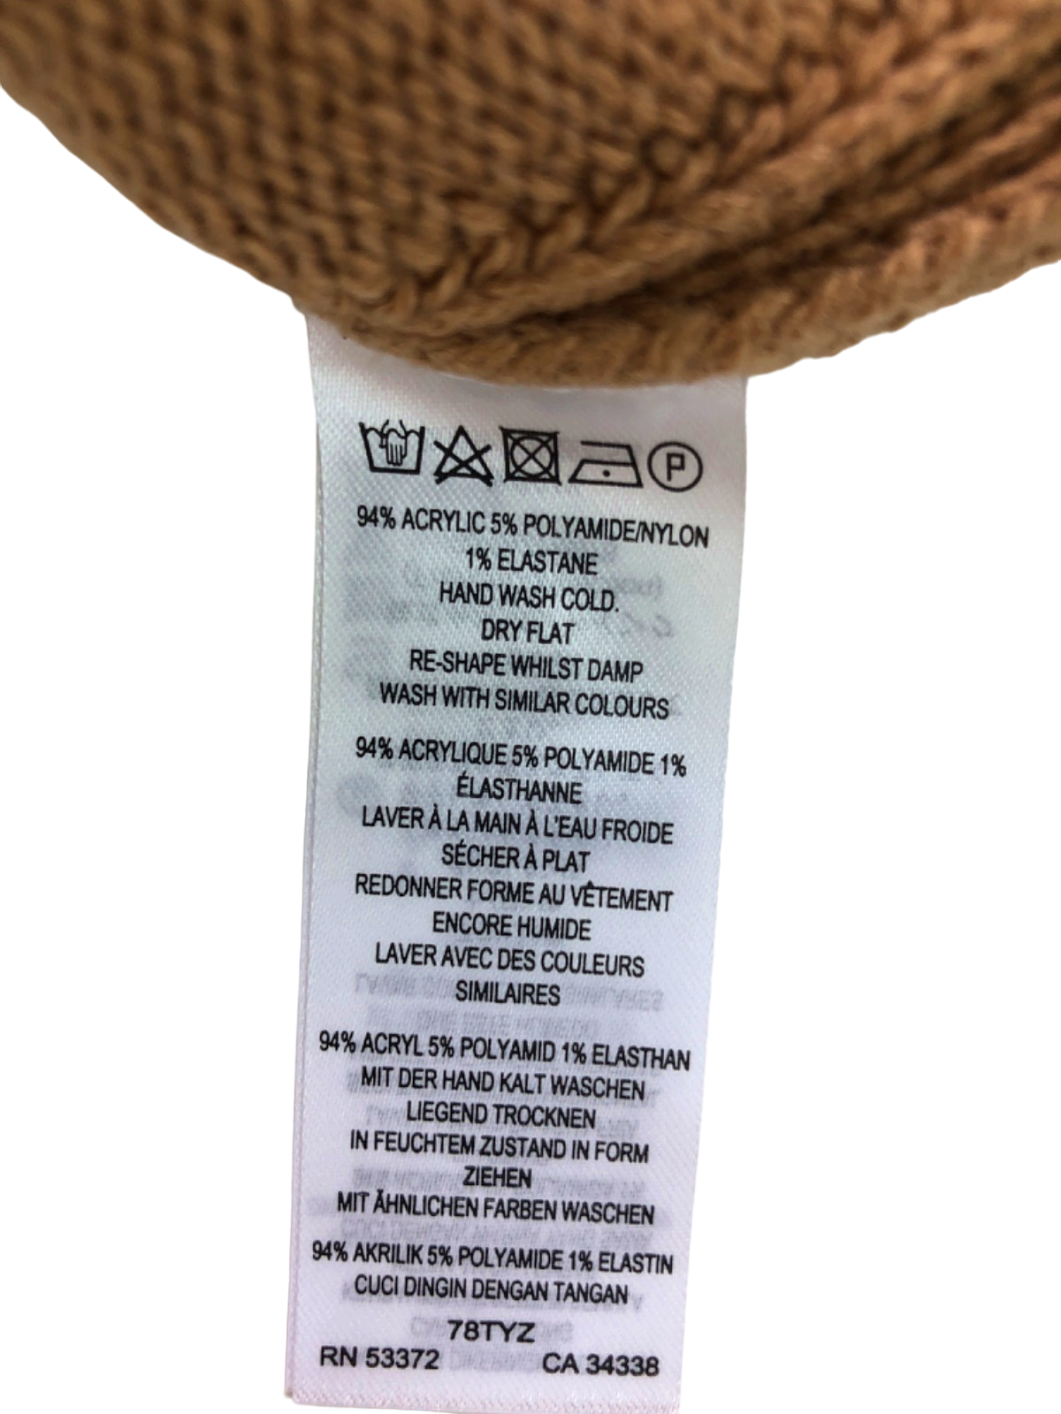 P
94% ACRYLIC 5% POLYAMIDE/NYLON
1% ELASTANE
HAND WASH COLD.
DRY FLAT
RE-SHAPE WHILST DAMP
WASH WITH SIMILAR COLOURS
94% ACRYLIQUE 5% POLYAMIDE 1%
ÉLASTHANNE
LAVER À LA MAIN À L'EAU FROIDE
SÉCHER À PLAT
REDONNER FORME AU VÊTEMENT
ENCORE HUMIDE
LAVER AVEC DES COULEURS
SIMILAIRES
94% ACRYL 5% POLYAMID 1% ELASTHAN
MIT DER HAND KALT WASCHEN
LIEGEND TROCKNEN
IN FEUCHTEM ZUSTAND IN FORM
ZIEHEN
MIT ÄHNLICHEN FARBEN WASCHEN
94% AKRILIK 5% POLYAMIDE 1% ELASTIN
CUCI DINGIN DENGAN TANGAN
78TYZ
RN 53372 CA 34338